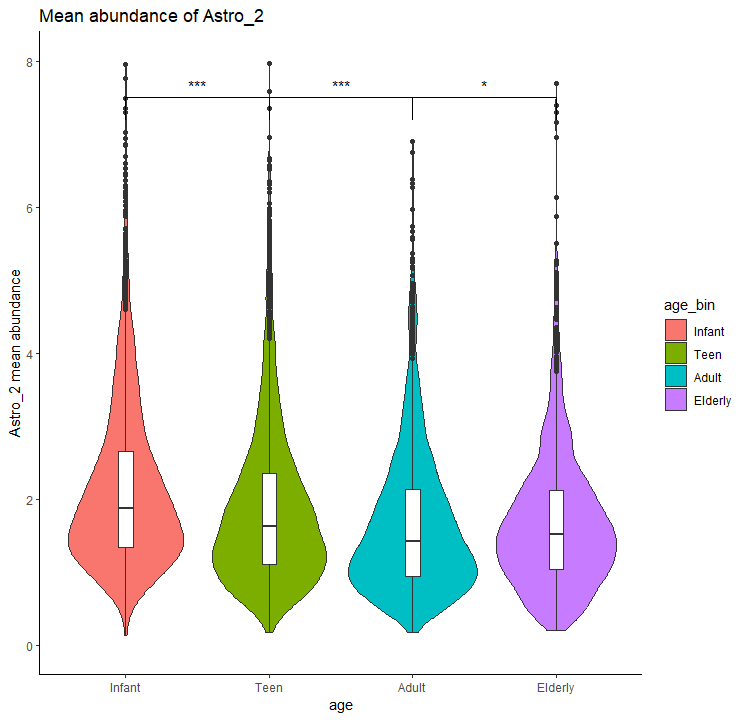 Mean abundance of Astro_2
*** *** *
8
6
4
2
0
Astro_2 mean abundance
Infant Teen Adult Elderly
age
age_bin
Infant
Teen
Adult
Elderly